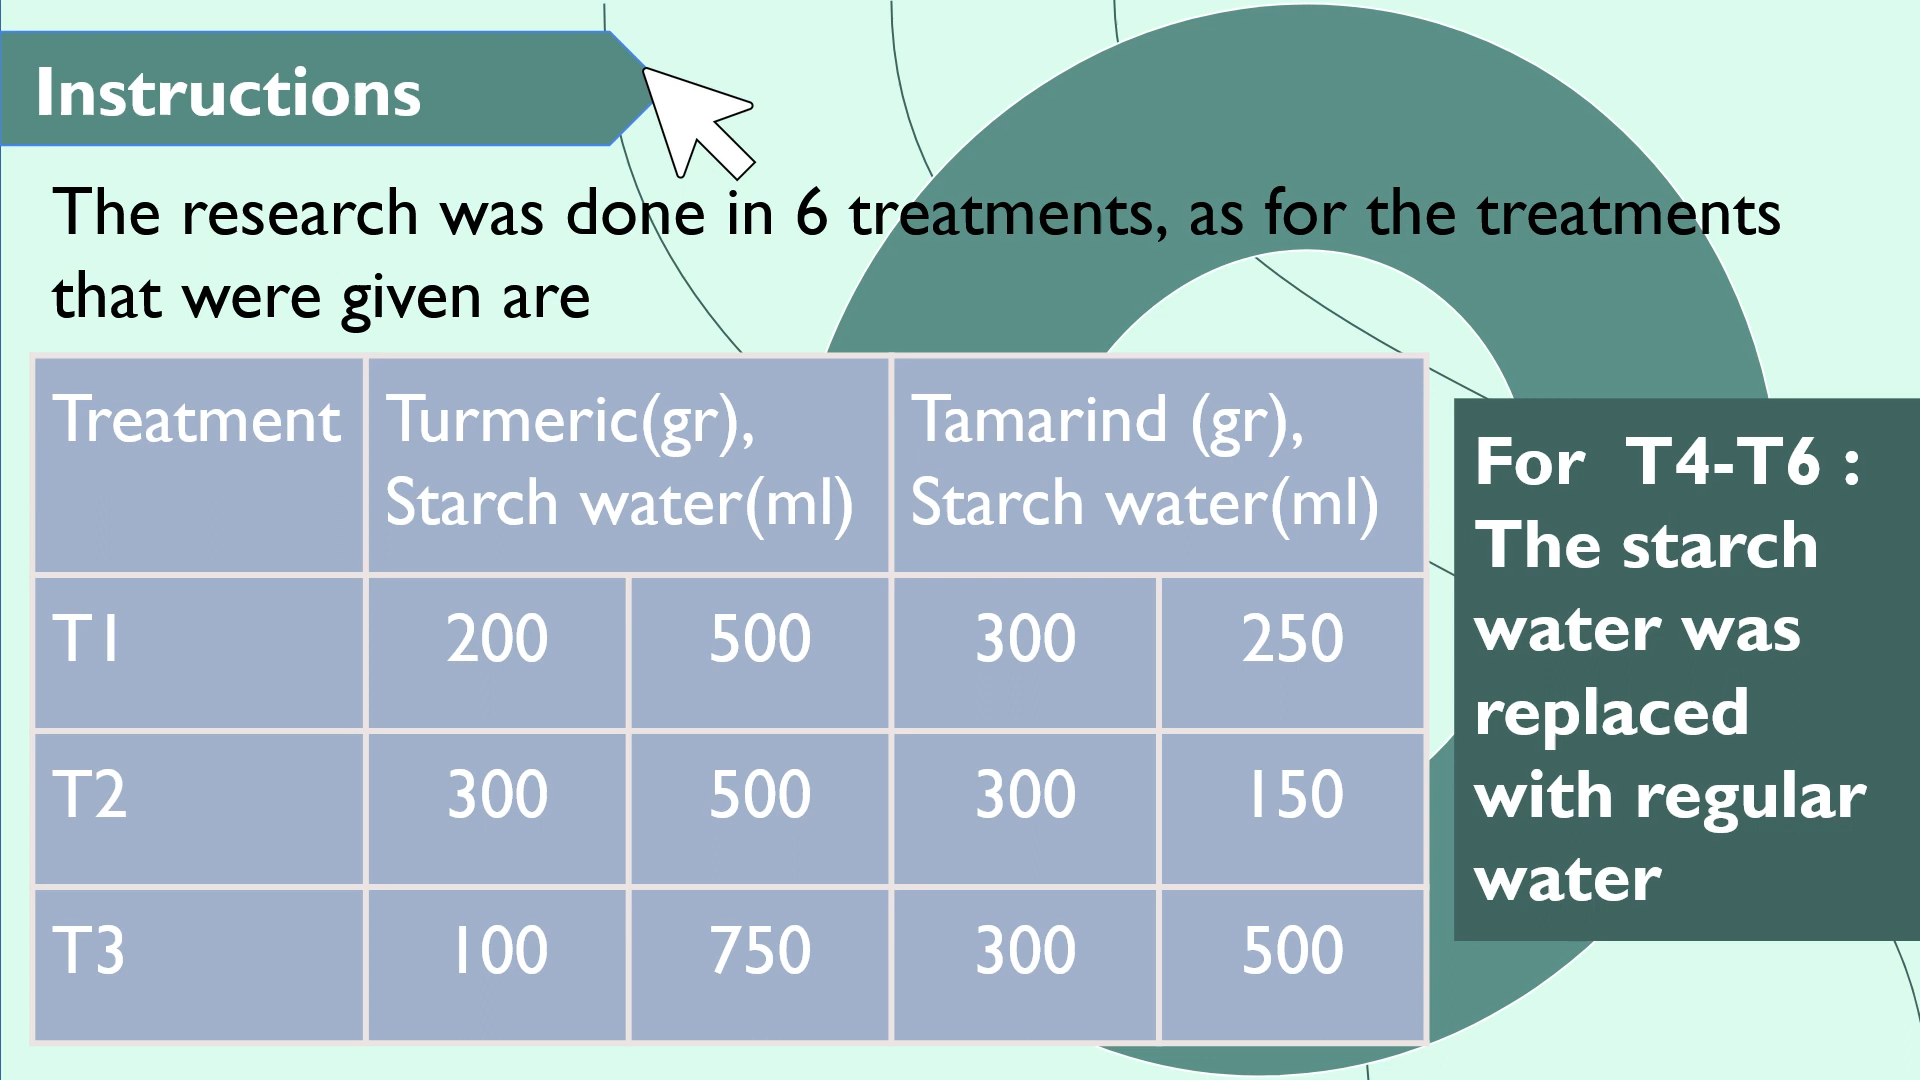 Instructions
The research was done in 6 treatments, as for the treatments
that were given are
Treatment Turmeric(gr), Tamarind (gr),
Starch water(ml) Starch water(ml)
T1 200 500 300 250
T2 300 500 300 150
T3 100 750 300 500
For T4-T6 :
The starch
water was
replaced
with regular
water